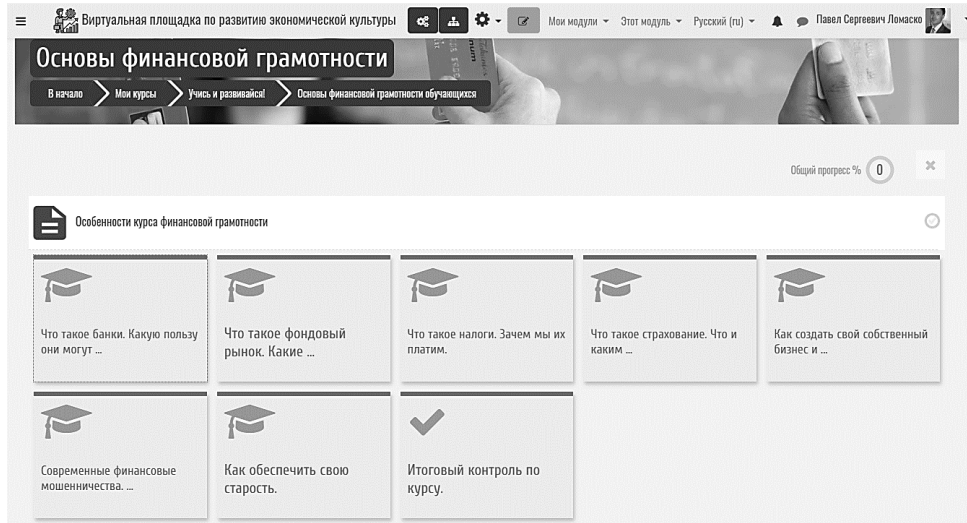 Виртуальная площадка по развитию экономической культуры
Мои модули
Этот модуль
Русский (ru)
Павел Сергеевич Ломаско
Основы финансовой грамотности
В начало
Мои курсы
Учись и развивайся!
Основы финансовой грамотности обучающихся
Общий прогресс %
0
Особенности курса финансовой грамотности
Что такое банки. Какую пользу
они могут ...
Что такое фондовый
рынок. Какие ...
Что такое налоги. Зачем мы их
платим.
Что такое страхование. Что и
каким ...
Как создать свой собственный
бизнес и ...
Современные финансовые
мошенничества. ...
Как обеспечить свою
старость.
Итоговый контроль по
курсу.